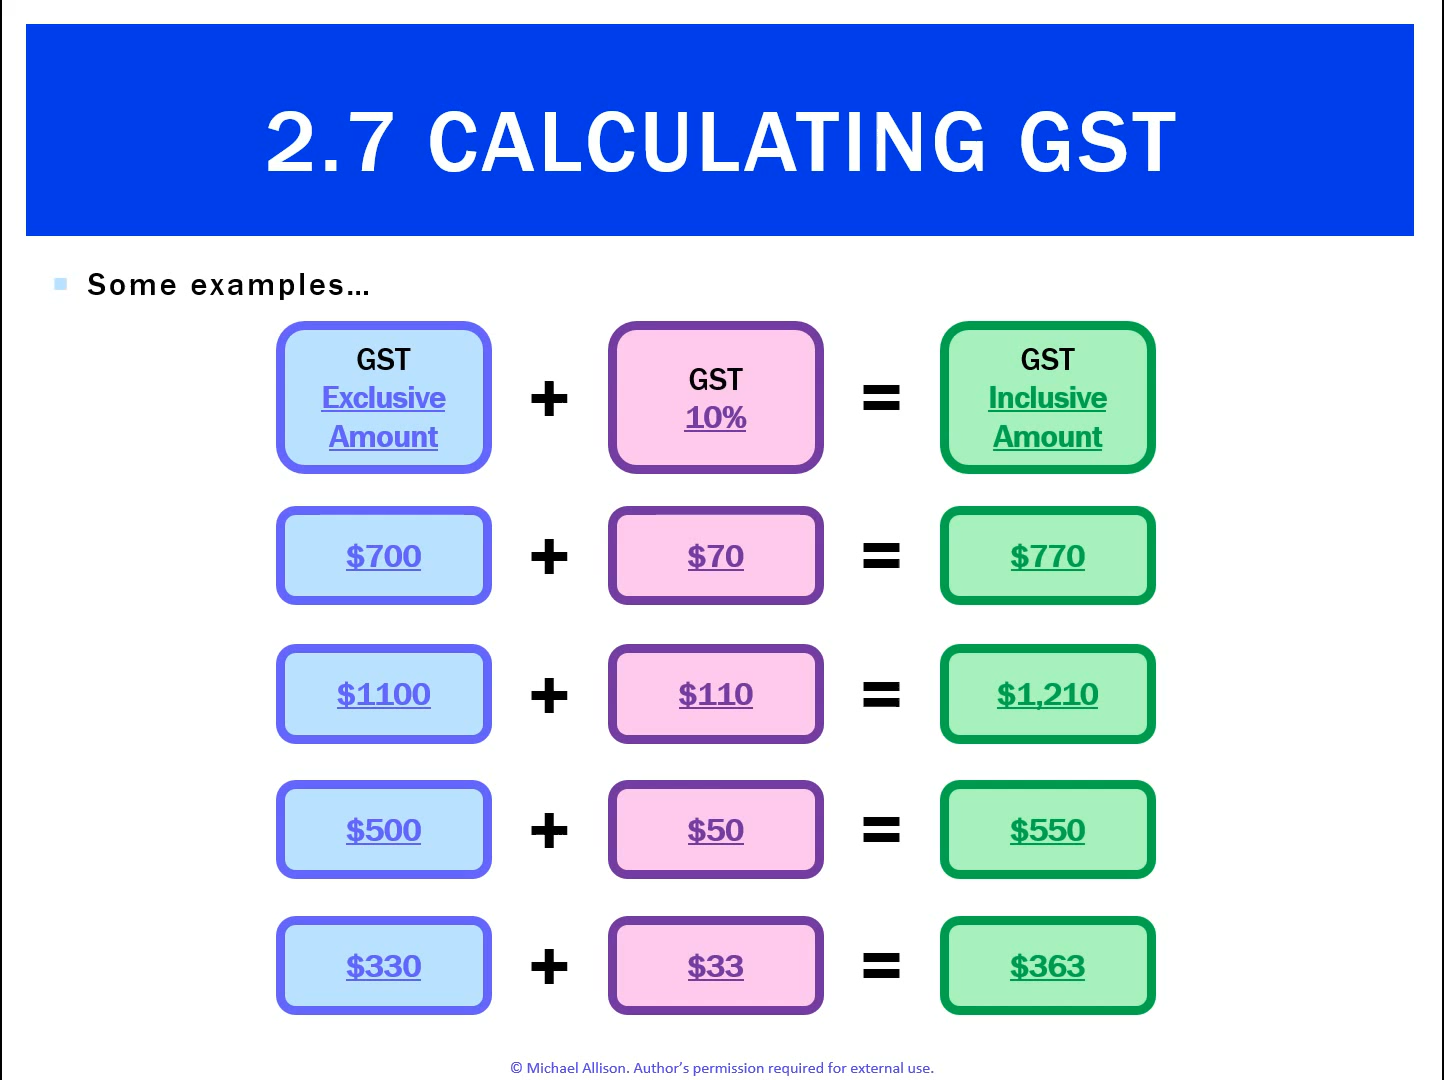 2.7 CALCULATING GST
Some examples...
GST
Exclusive
Amount
+
GST
10%
=
GST
Inclusive
Amount
$700 + $70 = $770
$1100 + $110 = $1,210
$500 + $50 = $550
$330 + $33 = $363
© Michael Allison. Author’s permission required for external use.